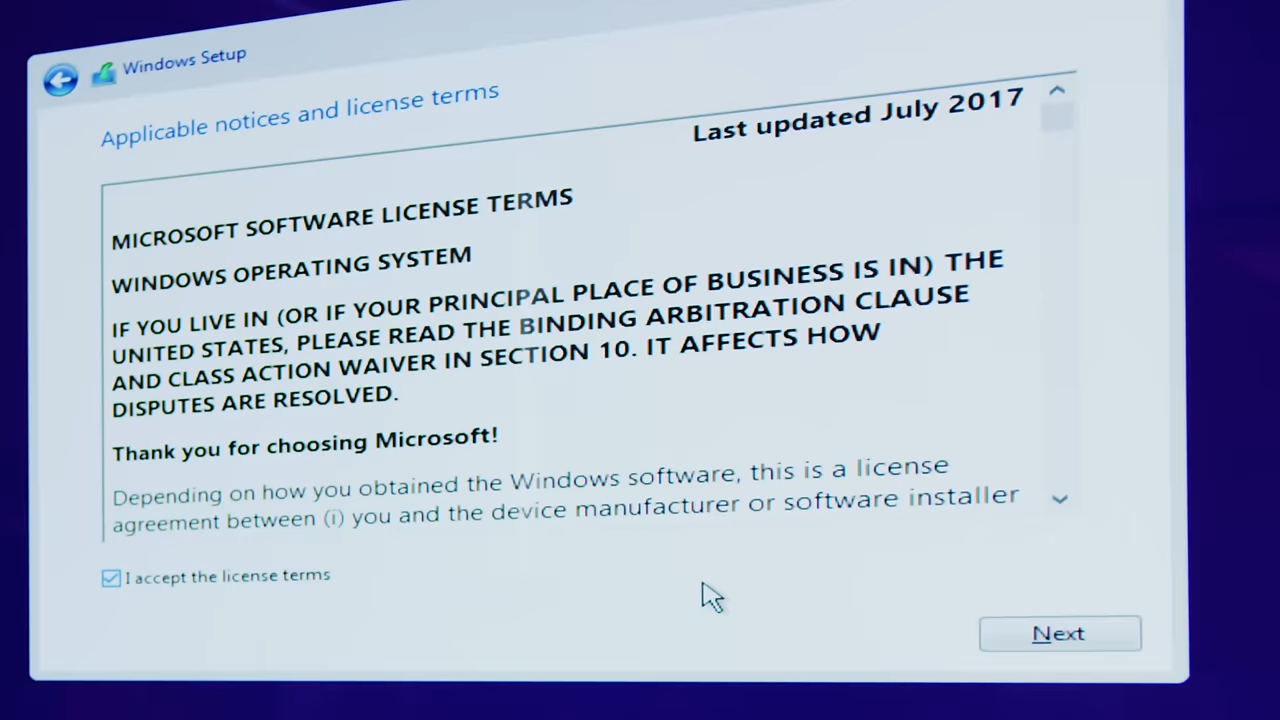 Windows Setup
Applicable notices and license terms
Last updated July 2017
MICROSOFT SOFTWARE LICENSE TERMS
WINDOWS OPERATING SYSTEM
IF YOU LIVE IN (OR IF YOUR PRINCIPAL PLACE OF BUSINESS IS IN) THE
UNITED STATES, PLEASE READ THE BINDING ARBITRATION CLAUSE
AND CLASS ACTION WAIVER IN SECTION 10. IT AFFECTS HOW
DISPUTES ARE RESOLVED.
Thank you for choosing Microsoft!
Depending on how you obtained the Windows software, this is a license
agreement between (i) you and the device manufacturer or software installer
I accept the license terms
Next